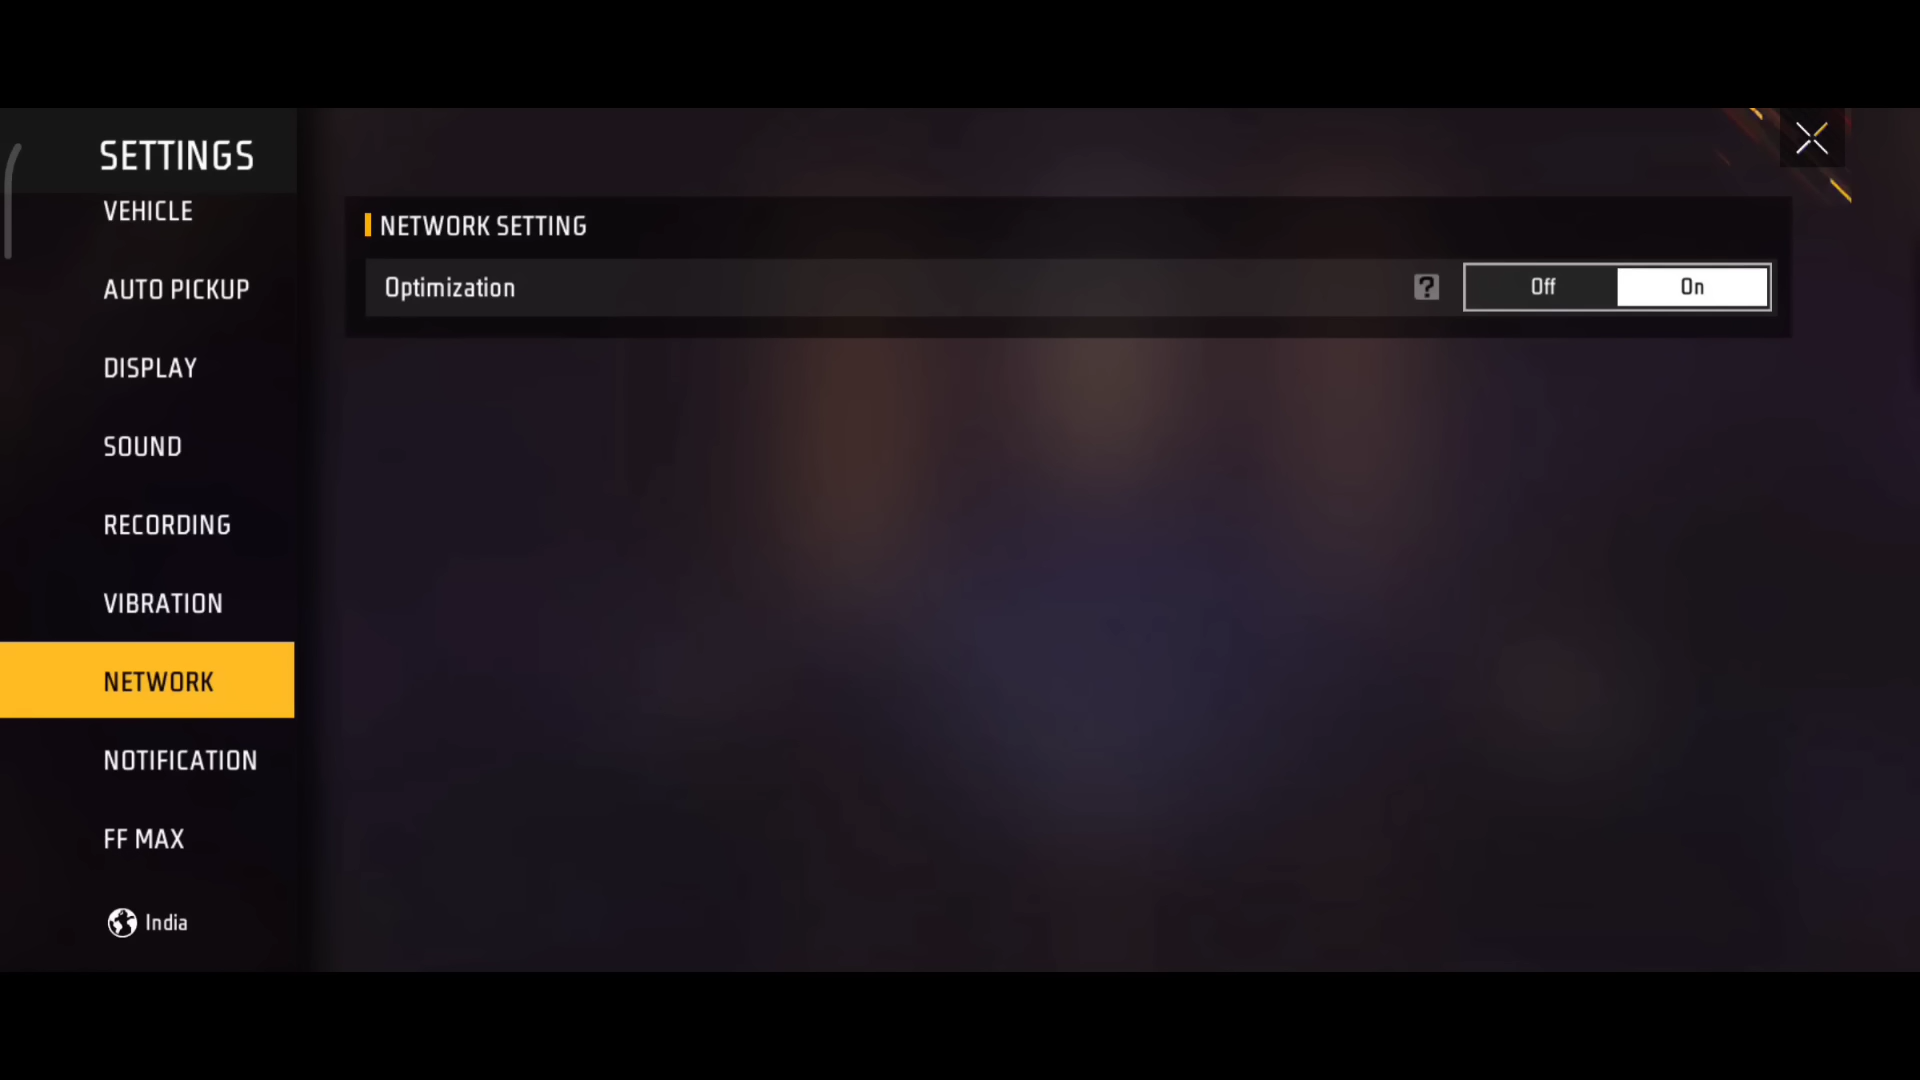 SETTINGS
VEHICLE
AUTO PICKUP
DISPLAY
SOUND
RECORDING
VIBRATION
NETWORK
NOTIFICATION
FF MAX
India
NETWORK SETTING
Optimization ? Off On